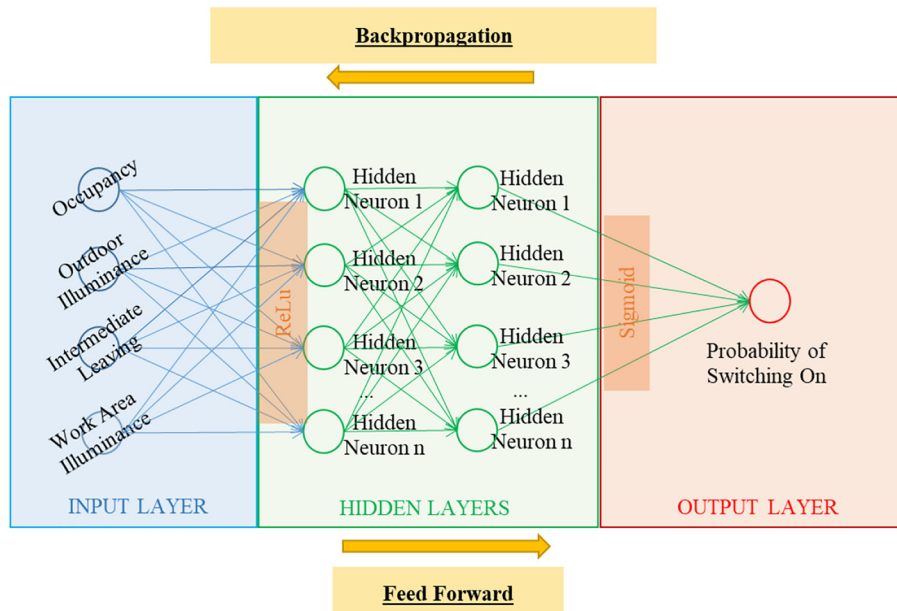 Backpropagation
Occupancy
Outdoor
Illuminance
Intermediate
Leaving
Work Area
Illuminance
INPUT LAYER
ReLu
Hidden
Neuron 1
Hidden
Neuron 2
Hidden
Neuron 3
...
Hidden
Neuron n
Hidden
Neuron 1
Hidden
Neuron 2
Hidden
Neuron 3
...
Hidden
Neuron n
HIDDEN LAYERS
Sigmoid
Probability of
Switching On
OUTPUT LAYER
Feed Forward